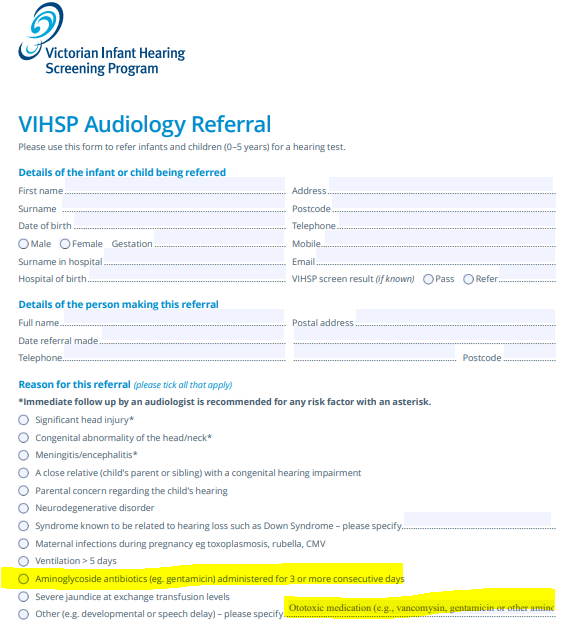 Victorian Infant Hearing
Screening Program
VIHSP Audiology Referral
Please use this form to refer infants and children (0–5 years) for a hearing test.
Details of the infant or child being referred
First name Address
Surname Postcode
Date of birth Telephone
Male Female Gestation Mobile
Surname in hospital Email
Hospital of birth VIHSP screen result (if known) Pass Refer
Details of the person making this referral
Full name Postal address
Date referral made
Telephone Postcode
Reason for this referral (please tick all that apply)
*Immediate follow up by an audiologist is recommended for any risk factor with an asterisk.
Significant head injury*
Congenital abnormality of the head/neck*
Meningitis/encephalitis*
A close relative (child's parent or sibling) with a congenital hearing impairment
Parental concern regarding the child's hearing
Neurodegenerative disorder
Syndrome known to be related to hearing loss such as Down Syndrome – please specify
Maternal infections during pregnancy eg toxoplasmosis, rubella, CMV
Ventilation > 5 days
Aminoglycoside antibiotics (eg. gentamicin) administered for 3 or more consecutive days
Severe jaundice at exchange transfusion levels
Other (e.g. developmental or speech delay) – please specify Ototoxic medication (e.g., vancomysin, gentamicin or other aminc